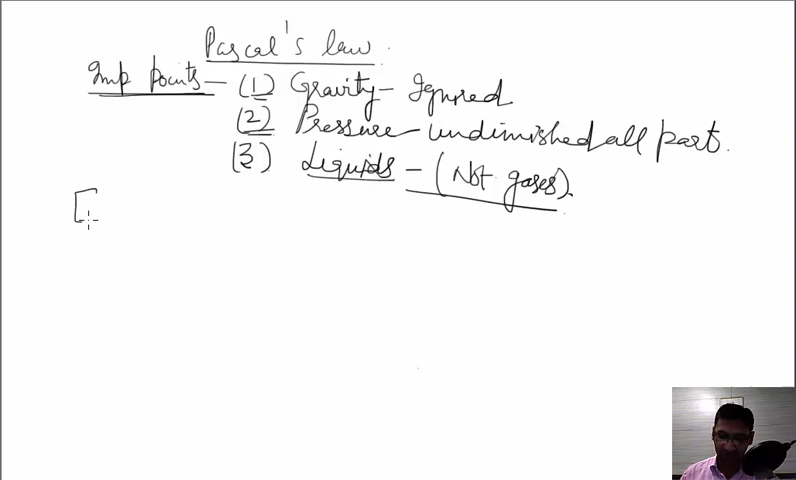 Pascal's law.
Imp points - (1) Gravity - Ignored
(2) Pressure - undiminished all part.
(3) Liquids - (Not gases).